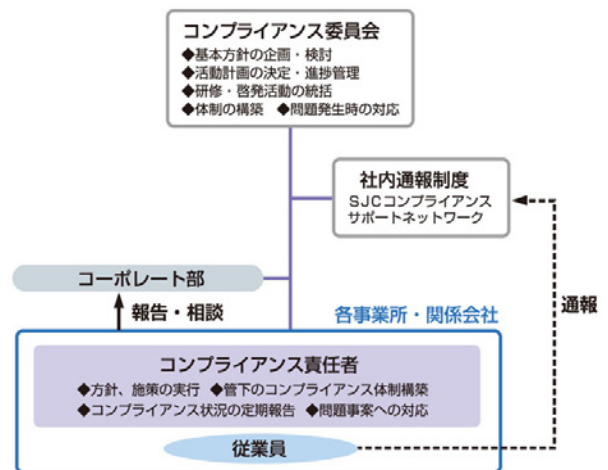 コンプライアンス委員会
◆基本方針の企画・検討
◆活動計画の決定・進捗管理
◆研修・啓発活動の統括
◆体制の構築　◆問題発生時の対応
社内通報制度
SJCコンプライアンス
サポートネットワーク
コーポレート部
報告・相談
各事業所・関係会社
通報
コンプライアンス責任者
◆方針、施策の実行　◆管下のコンプライアンス体制構築
◆コンプライアンス状況の定期報告　◆問題事案への対応
従業員